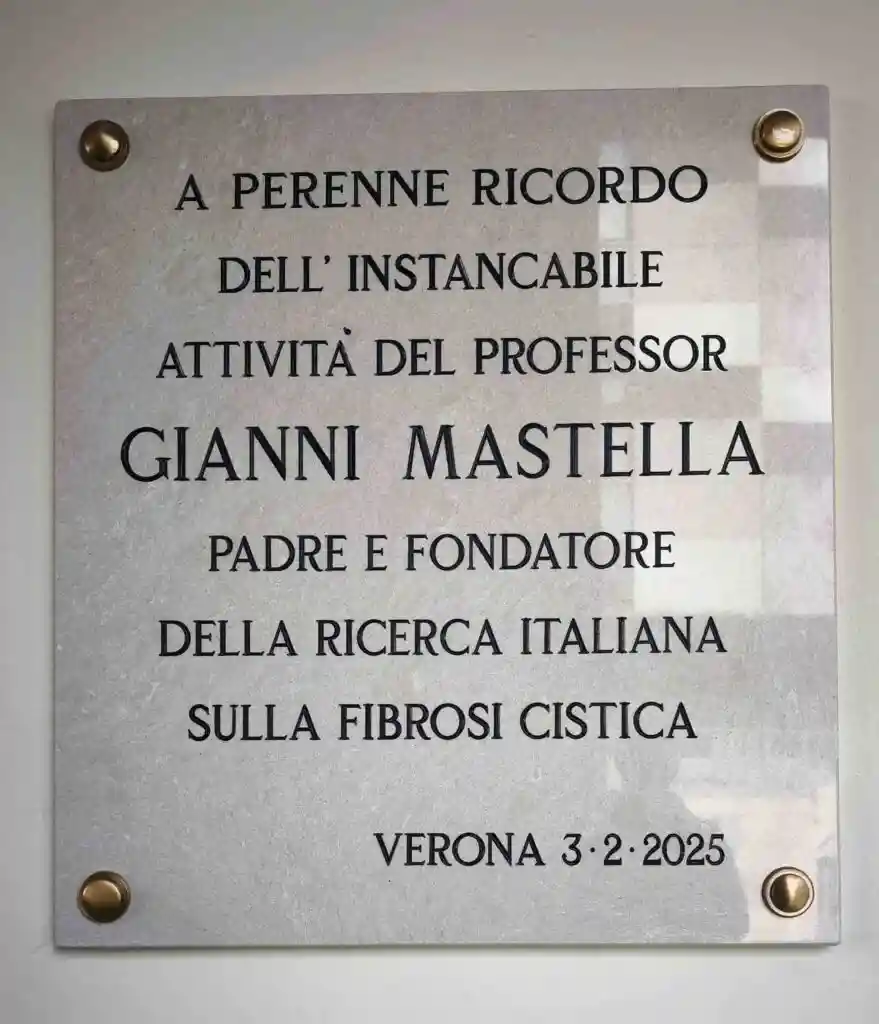 A PERENNE RICORDO
DELL' INSTANCABILE
ATTIVITÀ DEL PROFESSOR
GIANNI MASTELLA
PADRE E FONDATORE
DELLA RICERCA ITALIANA
SULLA FIBROSI CISTICA
VERONA 3·2·2025